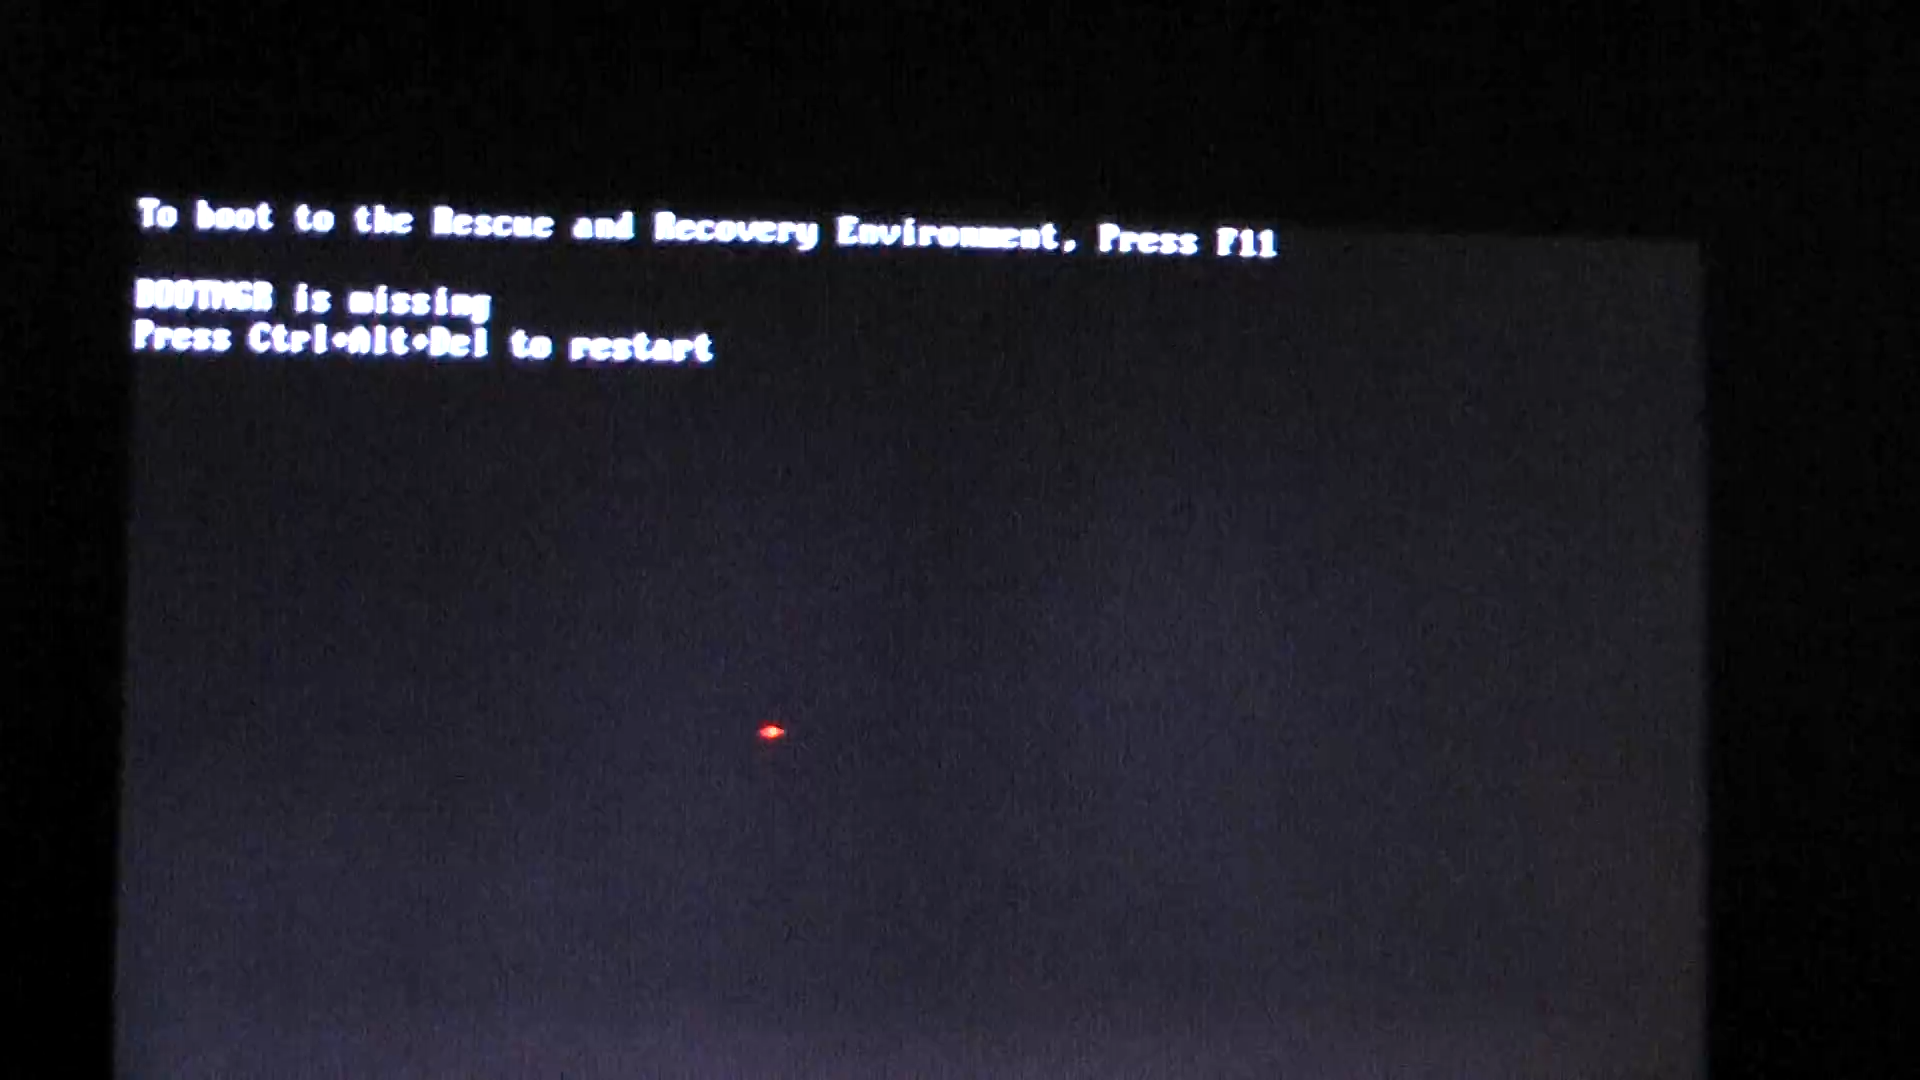 To boot to the Rescue and Recovery Environment, Press F11
BOOTMGR is missing
Press Ctrl+Alt+Del to restart